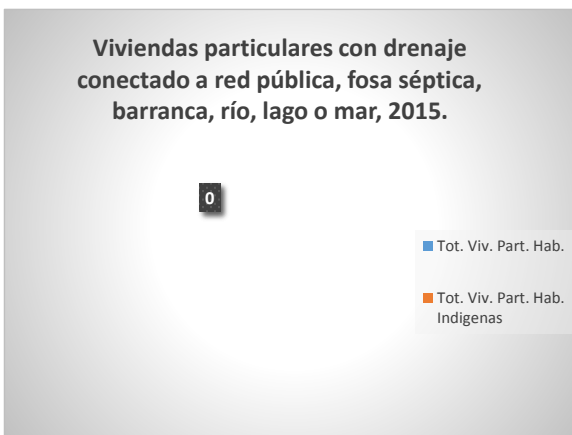 Viviendas particulares con drenaje
conectado a red pública, fosa séptica,
barranca, río, lago o mar, 2015.
0
Tot. Viv. Part. Hab.
Tot. Viv. Part. Hab.
Indigenas